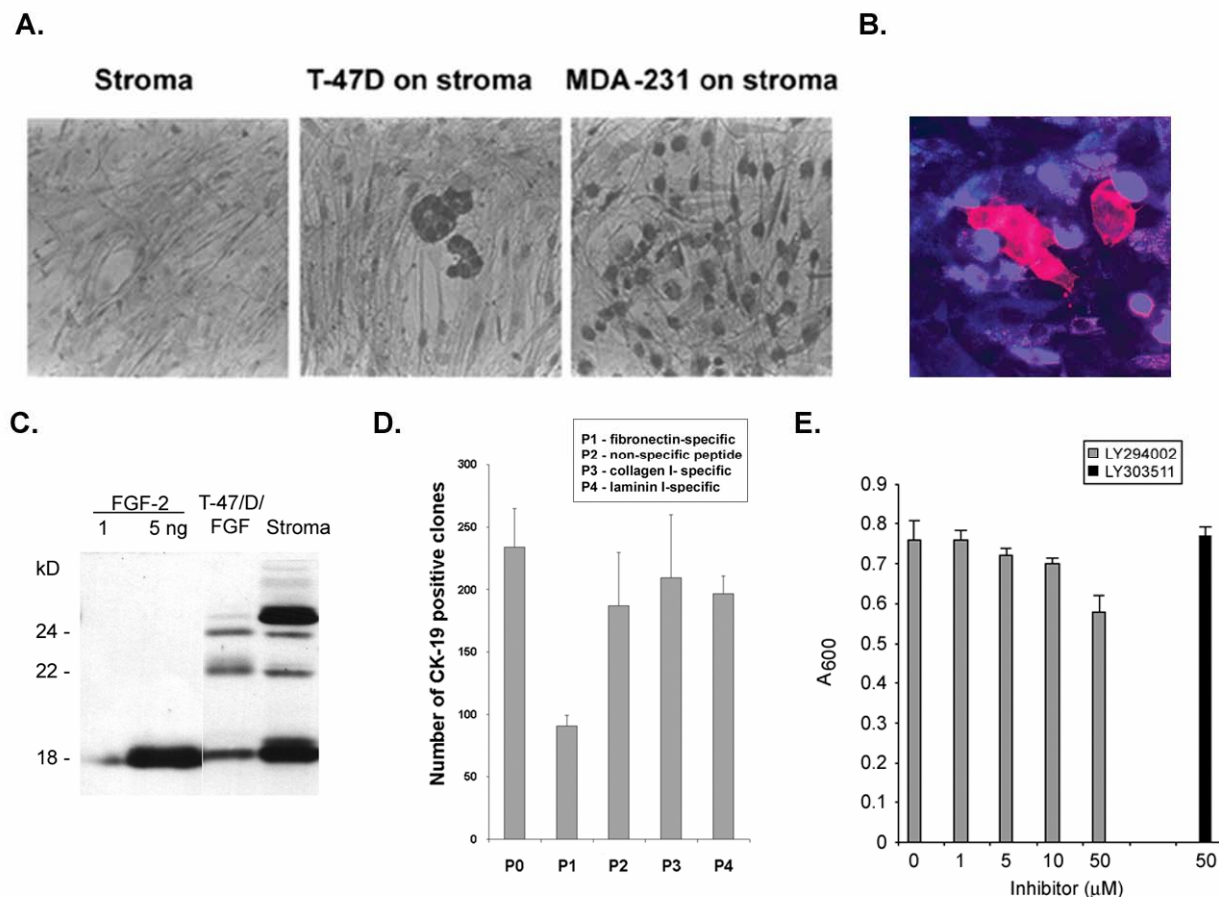 A.
B.
Stroma
T-47D on stroma
MDA-231 on stroma
C.
FGF-2
1
5 ng
T-47/D/
FGF
Stroma
kD
24 -
22 -
18 -
D.
P1 - fibronectin-specific
P2 - non-specific peptide
P3 - collagen I- specific
P4 - laminin I-specific
Number of CK-19 positive clones
300
250
200
150
100
50
0
P0 P1 P2 P3 P4
E.
LY294002
LY303511
A600
0.9
0.8
0.7
0.6
0.5
0.4
0.3
0.2
0.1
0
0 1 5 10 50 50
Inhibitor (μM)